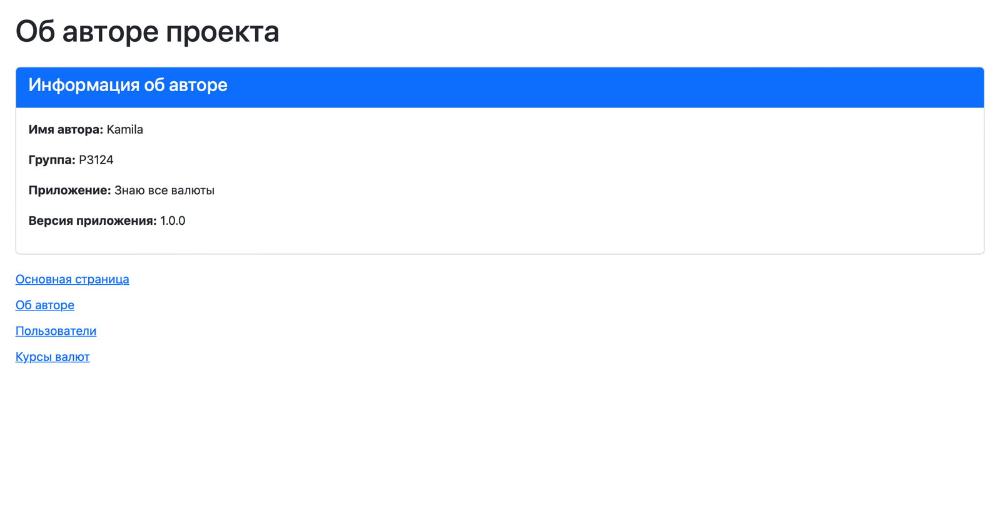 Об авторе проекта
Информация об авторе
Имя автора: Kamila
Группа: P3124
Приложение: Знаю все валюты
Версия приложения: 1.0.0
Основная страница
Об авторе
Пользователи
Курсы валют